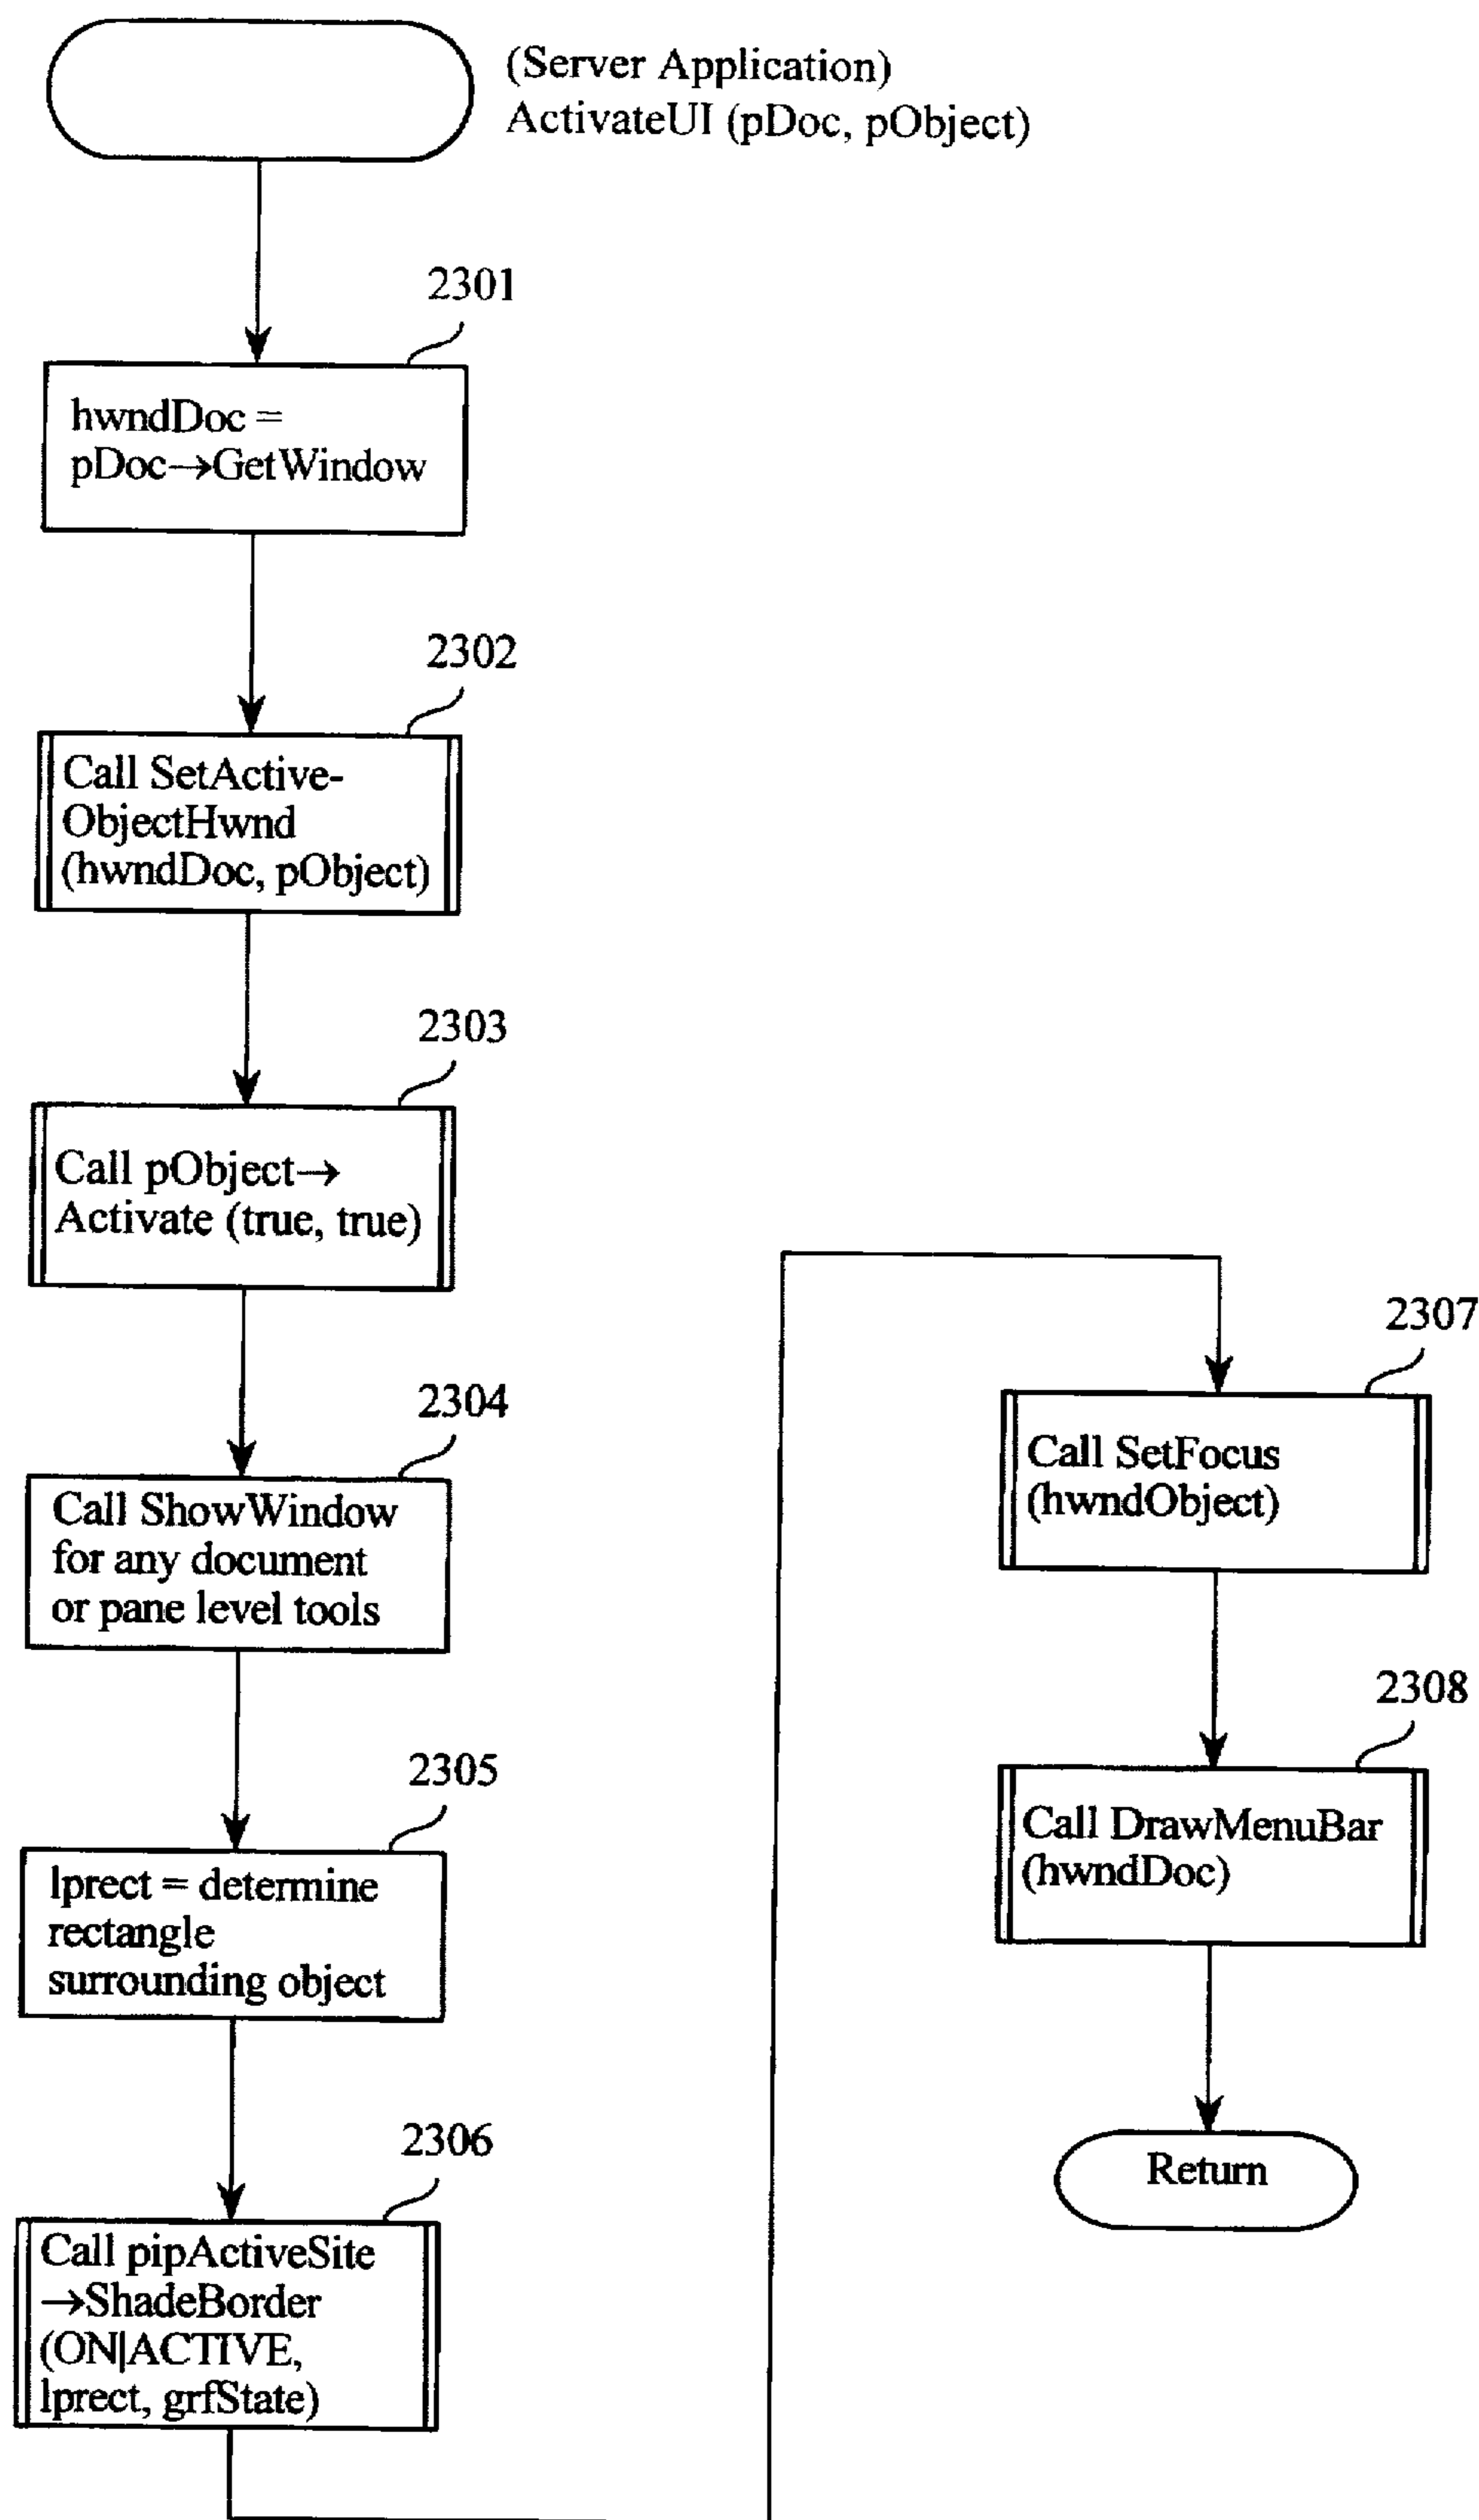 (Server Application)
ActivateUI (pDoc, pObject)
2301
hwndDoc =
pDoc→GetWindow
2302
Call SetActive-
ObjectHwnd
(hwndDoc, pObject)
2303
Call pObject→
Activate (true, true)
2304
Call ShowWindow
for any document
or pane level tools
2305
lprect = determine
rectangle
surrounding object
2306
Call pipActiveSite
→ShadeBorder
(ON|ACTIVE,
lprect, grfState)
2307
Call SetFocus
(hwndObject)
2308
Call DrawMenuBar
(hwndDoc)
Return